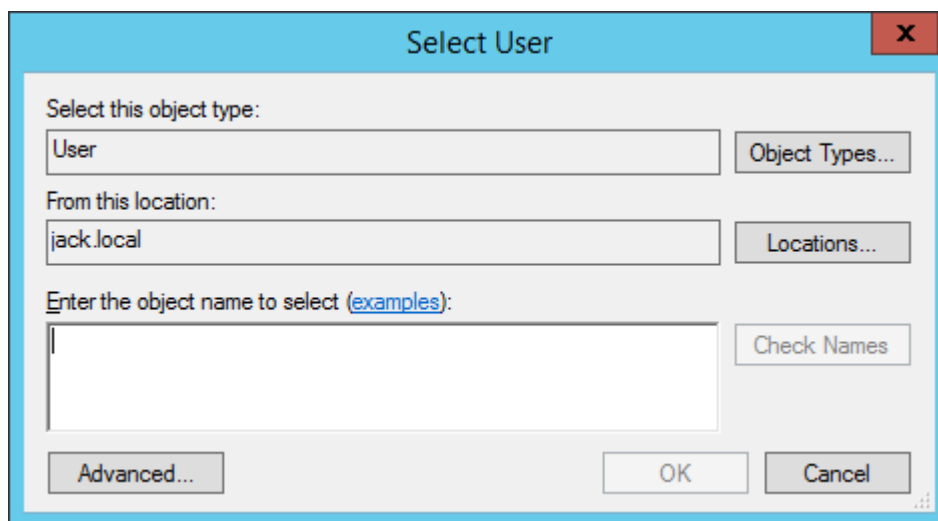 Select User
x
Select this object type:
User
Object Types...
From this location:
jack.local
Locations...
Enter the object name to select (examples):
Check Names
Advanced...
OK
Cancel